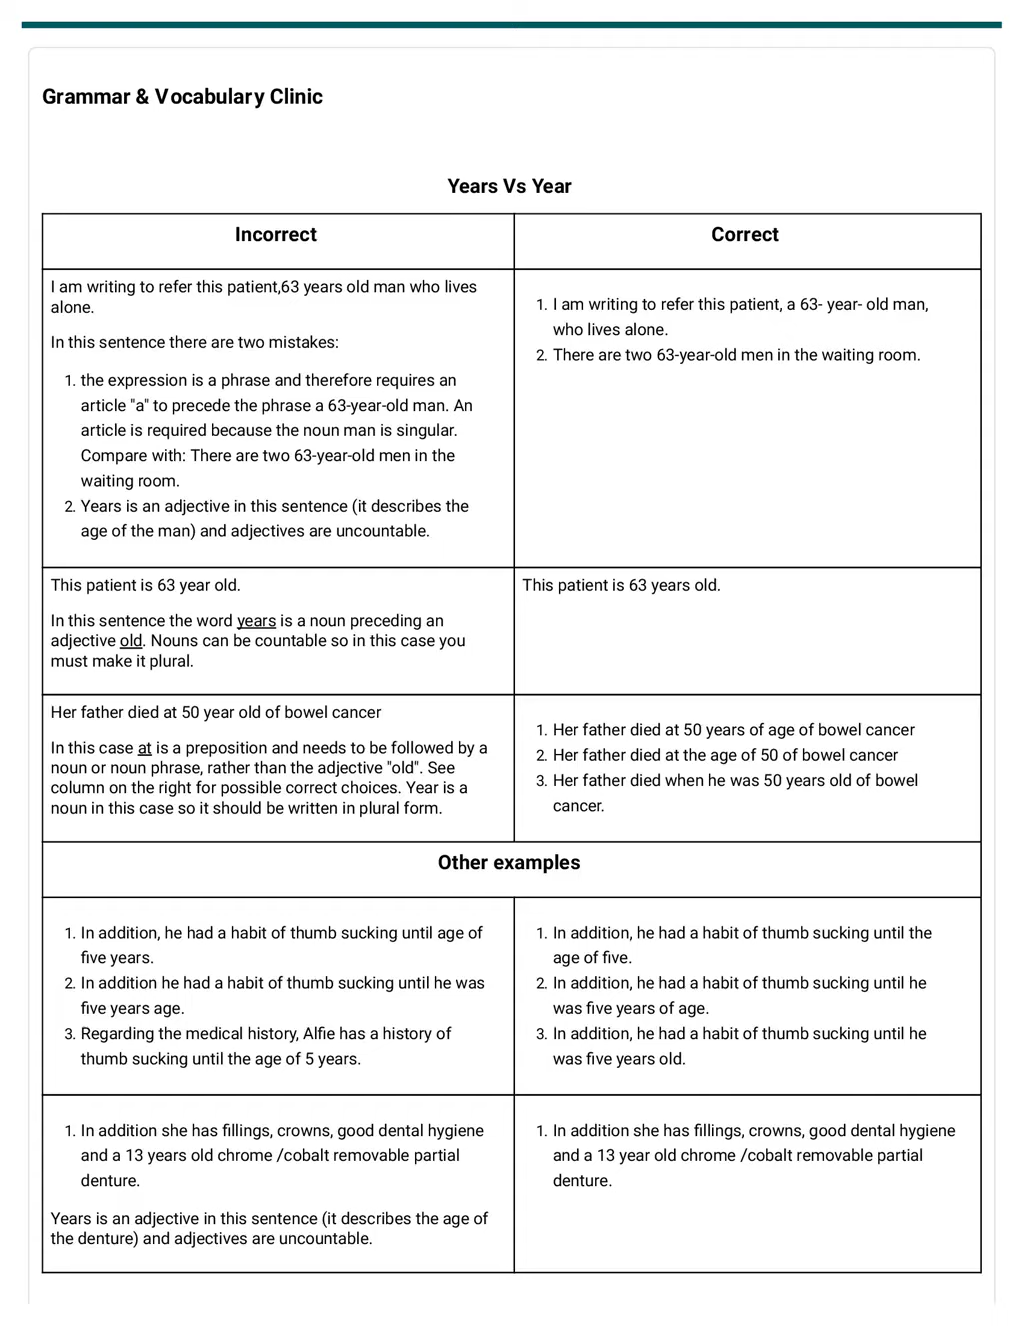 Grammar & Vocabulary Clinic
Years Vs Year
Incorrect
Correct
I am writing to refer this patient,63 years old man who lives
alone.
In this sentence there are two mistakes:
1. the expression is a phrase and therefore requires an
article "a" to precede the phrase a 63-year-old man. An
article is required because the noun man is singular.
Compare with: There are two 63-year-old men in the
waiting room.
2. Years is an adjective in this sentence (it describes the
age of the man) and adjectives are uncountable.
1. I am writing to refer this patient, a 63- year- old man,
who lives alone.
2. There are two 63-year-old men in the waiting room.
This patient is 63 year old.
In this sentence the word years is a noun preceding an
adjective old. Nouns can be countable so in this case you
must make it plural.
This patient is 63 years old.
Her father died at 50 year old of bowel cancer
In this case at is a preposition and needs to be followed by a
noun or noun phrase, rather than the adjective "old". See
column on the right for possible correct choices. Year is a
noun in this case so it should be written in plural form.
1. Her father died at 50 years of age of bowel cancer
2. Her father died at the age of 50 of bowel cancer
3. Her father died when he was 50 years old of bowel
cancer.
Other examples
1. In addition, he had a habit of thumb sucking until age of
five years.
2. In addition he had a habit of thumb sucking until he was
five years age.
3. Regarding the medical history, Alfie has a history of
thumb sucking until the age of 5 years.
1. In addition, he had a habit of thumb sucking until the
age of five.
2. In addition, he had a habit of thumb sucking until he
was five years of age.
3. In addition, he had a habit of thumb sucking until he
was five years old.
1. In addition she has fillings, crowns, good dental hygiene
and a 13 years old chrome /cobalt removable partial
denture.
Years is an adjective in this sentence (it describes the age of
the denture) and adjectives are uncountable.
1. In addition she has fillings, crowns, good dental hygiene
and a 13 year old chrome /cobalt removable partial
denture.